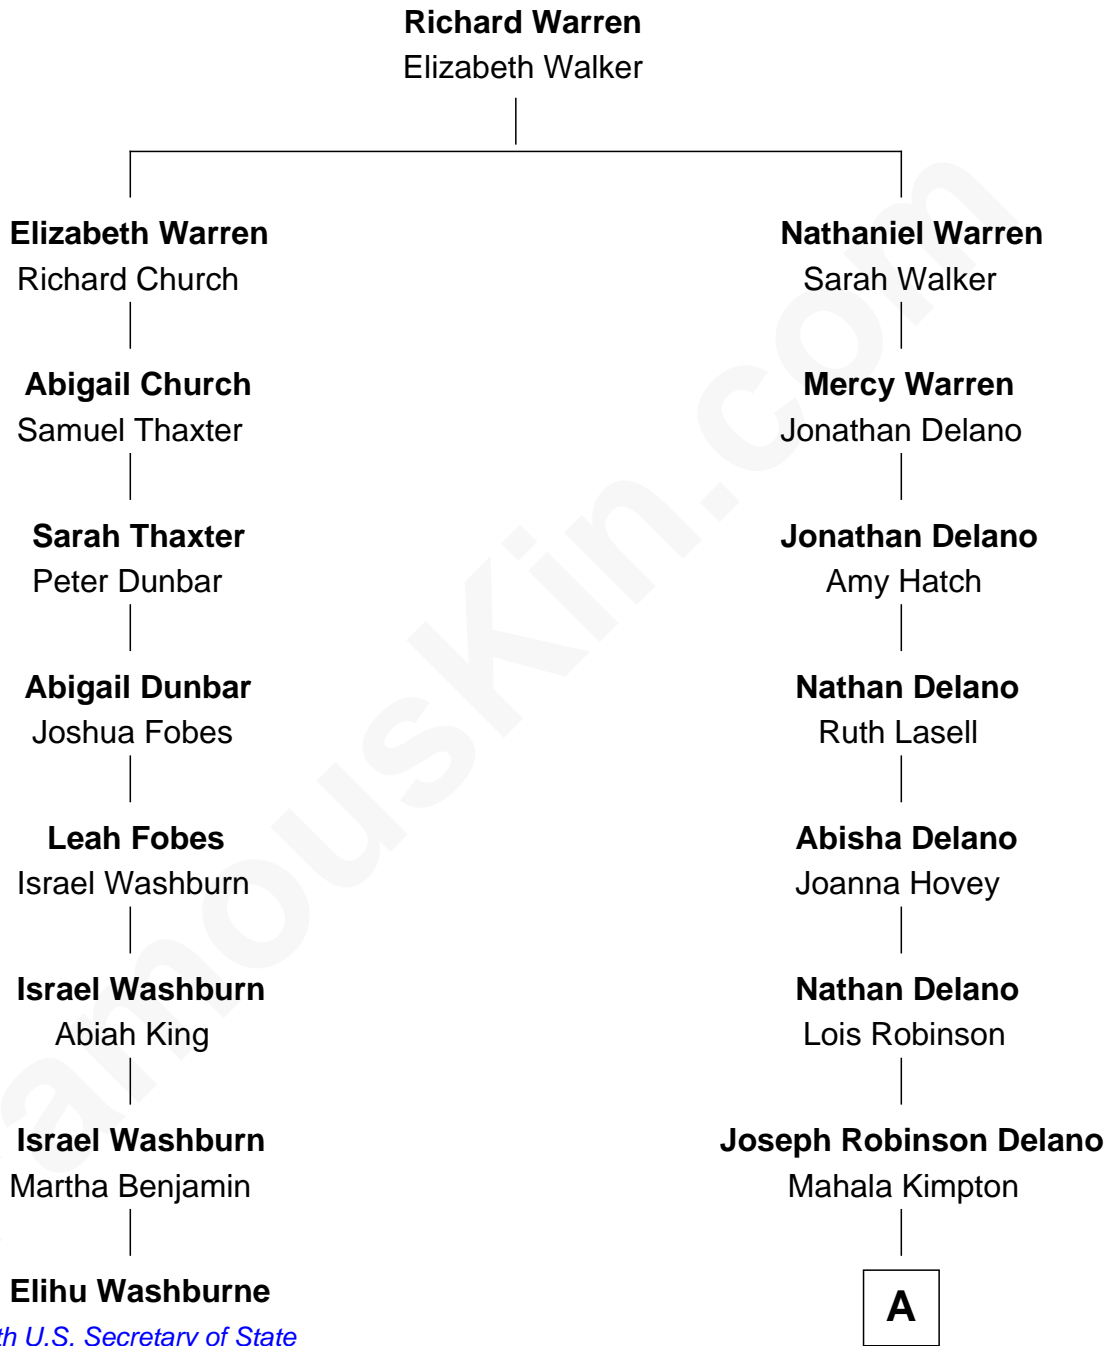 Richard Warren
Elizabeth Walker
Elizabeth Warren
Richard Church
Abigail Church
Samuel Thaxter
Sarah Thaxter
Peter Dunbar
Abigail Dunbar
Joshua Fobes
Leah Fobes
Israel Washburn
Israel Washburn
Abiah King
Israel Washburn
Martha Benjamin
Elihu Washburne
th U.S. Secretary of State
Nathaniel Warren
Sarah Walker
Mercy Warren
Jonathan Delano
Jonathan Delano
Amy Hatch
Nathan Delano
Ruth Lasell
Abisha Delano
Joanna Hovey
Nathan Delano
Lois Robinson
Joseph Robinson Delano
Mahala Kimpton
A
amouskin.com